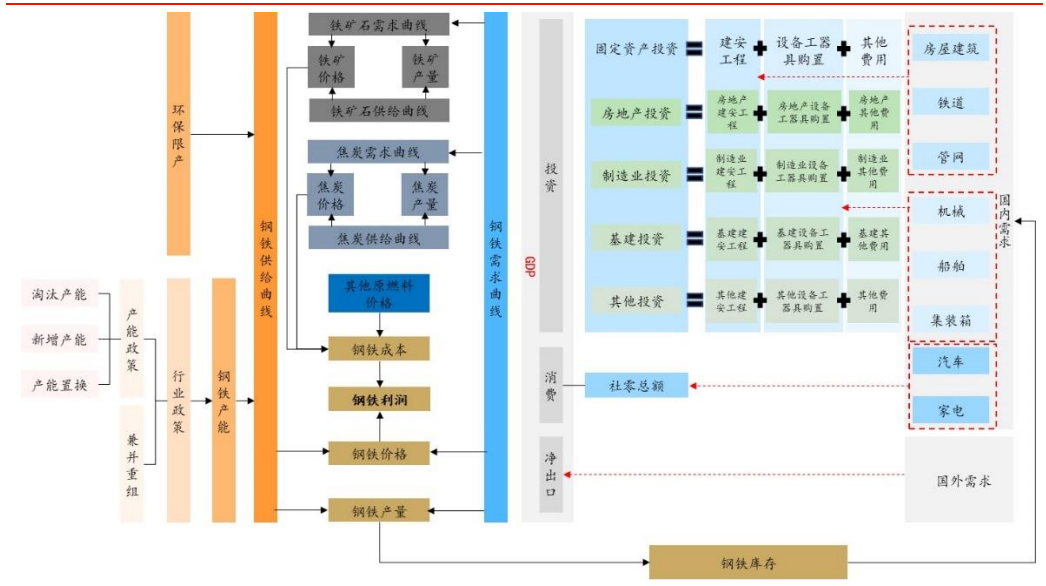 环保限产
淘汰产能
新增产能
产能置换
产能政策
兼并重组
行业政策
钢铁产能
钢铁供给曲线
铁矿石需求曲线
铁矿
价格
铁矿
产量
铁矿石供给曲线
焦炭需求曲线
焦炭
价格
焦炭
产量
焦炭供给曲线
其他原燃料
价格
钢铁成本
钢铁利润
钢铁价格
钢铁产量
钢铁需求曲线
GDP
投资
消费
净出口
固定资产投资
建安
工程
设备工器
具购置
其他
费用
房地产投资
房地产
建安工
程
房地产设备
工器具购置
房地产
其他费
用
制造业投资
制造业
建安工
程
制造业设备
工器具购置
制造业
其他费
用
基建投资
基建建
安工程
基建设备工
器具购置
基建其
他费用
其他投资
其他建
安工程
其他设备工
器具购置
其他费
用
社零总额
房屋建筑
铁道
管网
机械
船舶
集装箱
汽车
家电
国内需求
国外需求
钢铁库存